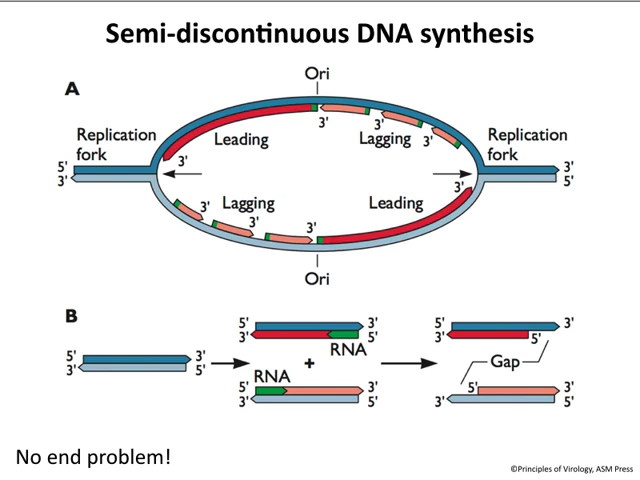 Semi-discontinuous DNA synthesis
A
Ori
Replication
fork
Leading
3'
3'
Lagging
3'
Replication
fork
5'
3'
3'
3'
5'
3'
Lagging
3'
3'
3'
Leading
Ori
B
5'
3'
3'
5'
5'
3'
3'
5'
RNA
+
RNA
5'
3'
3'
5'
5'
3'
3'
5'
Gap
5'
3'
3'
5'
No end problem!
©Principles of Virology, ASM Press